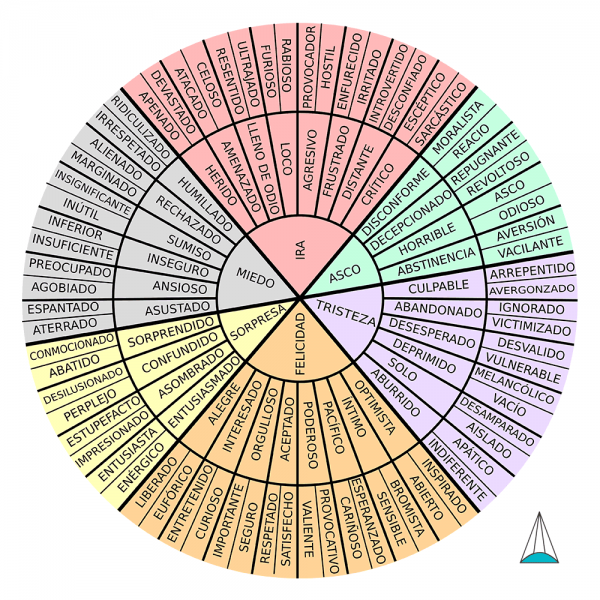 IRA
HERIDO
APENADO
DEVASTADO
AMENAZADO
ATACADO
CELOSO
LLENO DE ODIO
RESENTIDO
ULTRAJADO
LOCO
FURIOSO
RABIOSO
AGRESIVO
PROVOCADOR
HOSTIL
FRUSTRADO
ENFURECIDO
IRRITADO
DISTANTE
INTROVERTIDO
DESCONFIADO
CRÍTICO
ESCÉPTICO
SARCÁSTICO
ASCO
DISCONFORME
MORALISTA
REACIO
DECEPCIONADO
REPUGNANTE
REVOLTOSO
HORRIBLE
ASCO
ODIOSO
ABSTINENCIA
AVERSIÓN
VACILANTE
TRISTEZA
CULPABLE
ARREPENTIDO
AVERGONZADO
ABANDONADO
IGNORADO
VICTIMIZADO
DESESPERADO
DESVALIDO
VULNERABLE
DEPRIMIDO
MELANCÓLICO
VACÍO
SOLO
DESAMPARADO
AISLADO
ABURRIDO
APÁTICO
INDIFERENTE
FELICIDAD
OPTIMISTA
INSPIRADO
ABIERTO
INTIMO
BROMISTA
SENSIBLE
PACIFICO
ESPERANZADO
CARIÑOSO
PODEROSO
PROVOCATIVO
VALIENTE
ACEPTADO
SATISFECHO
RESPETADO
ORGULLOSO
SEGURO
IMPORTANTE
INTERESADO
CURIOSO
ENTRETENIDO
ALEGRE
EUFÓRICO
LIBERADO
SORPRESA
ENTUSIASMADO
ENÉRGICO
ENTUSIASTA
ASOMBRADO
IMPRESIONADO
ESTUPEFACTO
CONFUNDIDO
PERPLEJO
DESILUSIONADO
SORPRENDIDO
ABATIDO
CONMOCIONADO
MIEDO
ASUSTADO
ATERRADO
ESPANTADO
ANSIOSO
AGOBIADO
PREOCUPADO
INSEGURO
INSUFICIENTE
INFERIOR
SUMISO
INÚTIL
INSIGNIFICANTE
RECHAZADO
MARGINADO
ALIENADO
HUMILLADO
IRRESPETADO
RIDICULIZADO